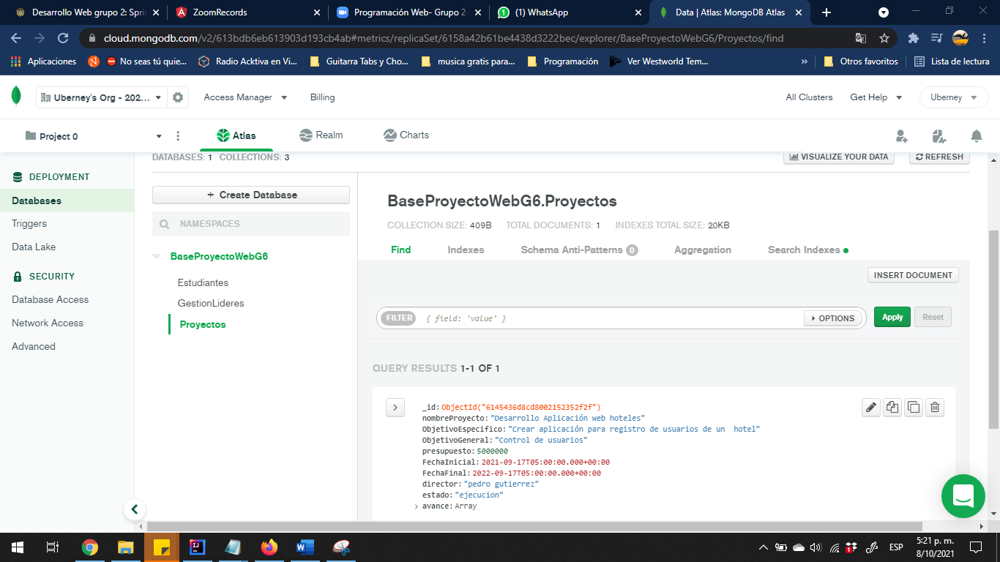 Desarrollo Web grupo 2: Spri
ZoomRecords
Programación Web- Grupo 2-
(1) WhatsApp
Data | Atlas: MongoDB Atlas
cloud.mongodb.com/v2/613bdb6eb613903d193cb4ab#metrics/replicaSet/6158a42b61be4438d3222bec/explorer/BaseProyectoWebG6/Proyectos/find
Aplicaciones
No seas tú quie...
Radio Acktiva en Vi...
Guitarra Tabs y Cho...
musica gratis para...
Programación
Ver Westworld Tem...
»
Otros favoritos
Lista de lectura
Uberney's Org - 202...
Access Manager
Billing
All Clusters
Get Help
Uberney
Project 0
Atlas
Realm
Charts
DATABASES: 1 COLLECTIONS: 3
VISUALIZE YOUR DATA
REFRESH
DEPLOYMENT
Databases
Triggers
Data Lake
SECURITY
Database Access
Network Access
Advanced
+ Create Database
NAMESPACES
BaseProyectoWebG6
Estudiantes
GestionLideres
Proyectos
BaseProyectoWebG6.Proyectos
COLLECTION SIZE: 409B TOTAL DOCUMENTS: 1 INDEXES TOTAL SIZE: 20KB
Find
Indexes
Schema Anti-Patterns 0
Aggregation
Search Indexes
INSERT DOCUMENT
FILTER { field: 'value' }
OPTIONS
Apply
Reset
QUERY RESULTS 1-1 OF 1
_id: ObjectId("6145436d8cd8002152352f2f")
nombreProyecto: "Desarrollo Aplicación web hoteles"
ObjetivoEspecifico: "Crear aplicación para registro de usuarios de un hotel"
ObjetivoGeneral: "Control de usuarios"
presupuesto: 5000000
FechaInicial: 2021-09-17T05:00:00.000+00:00
FechaFinal: 2022-09-17T05:00:00.000+00:00
director: "pedro gutierrez"
estado: "ejecucion"
avance: Array
ESP
5:21 p. m.
8/10/2021